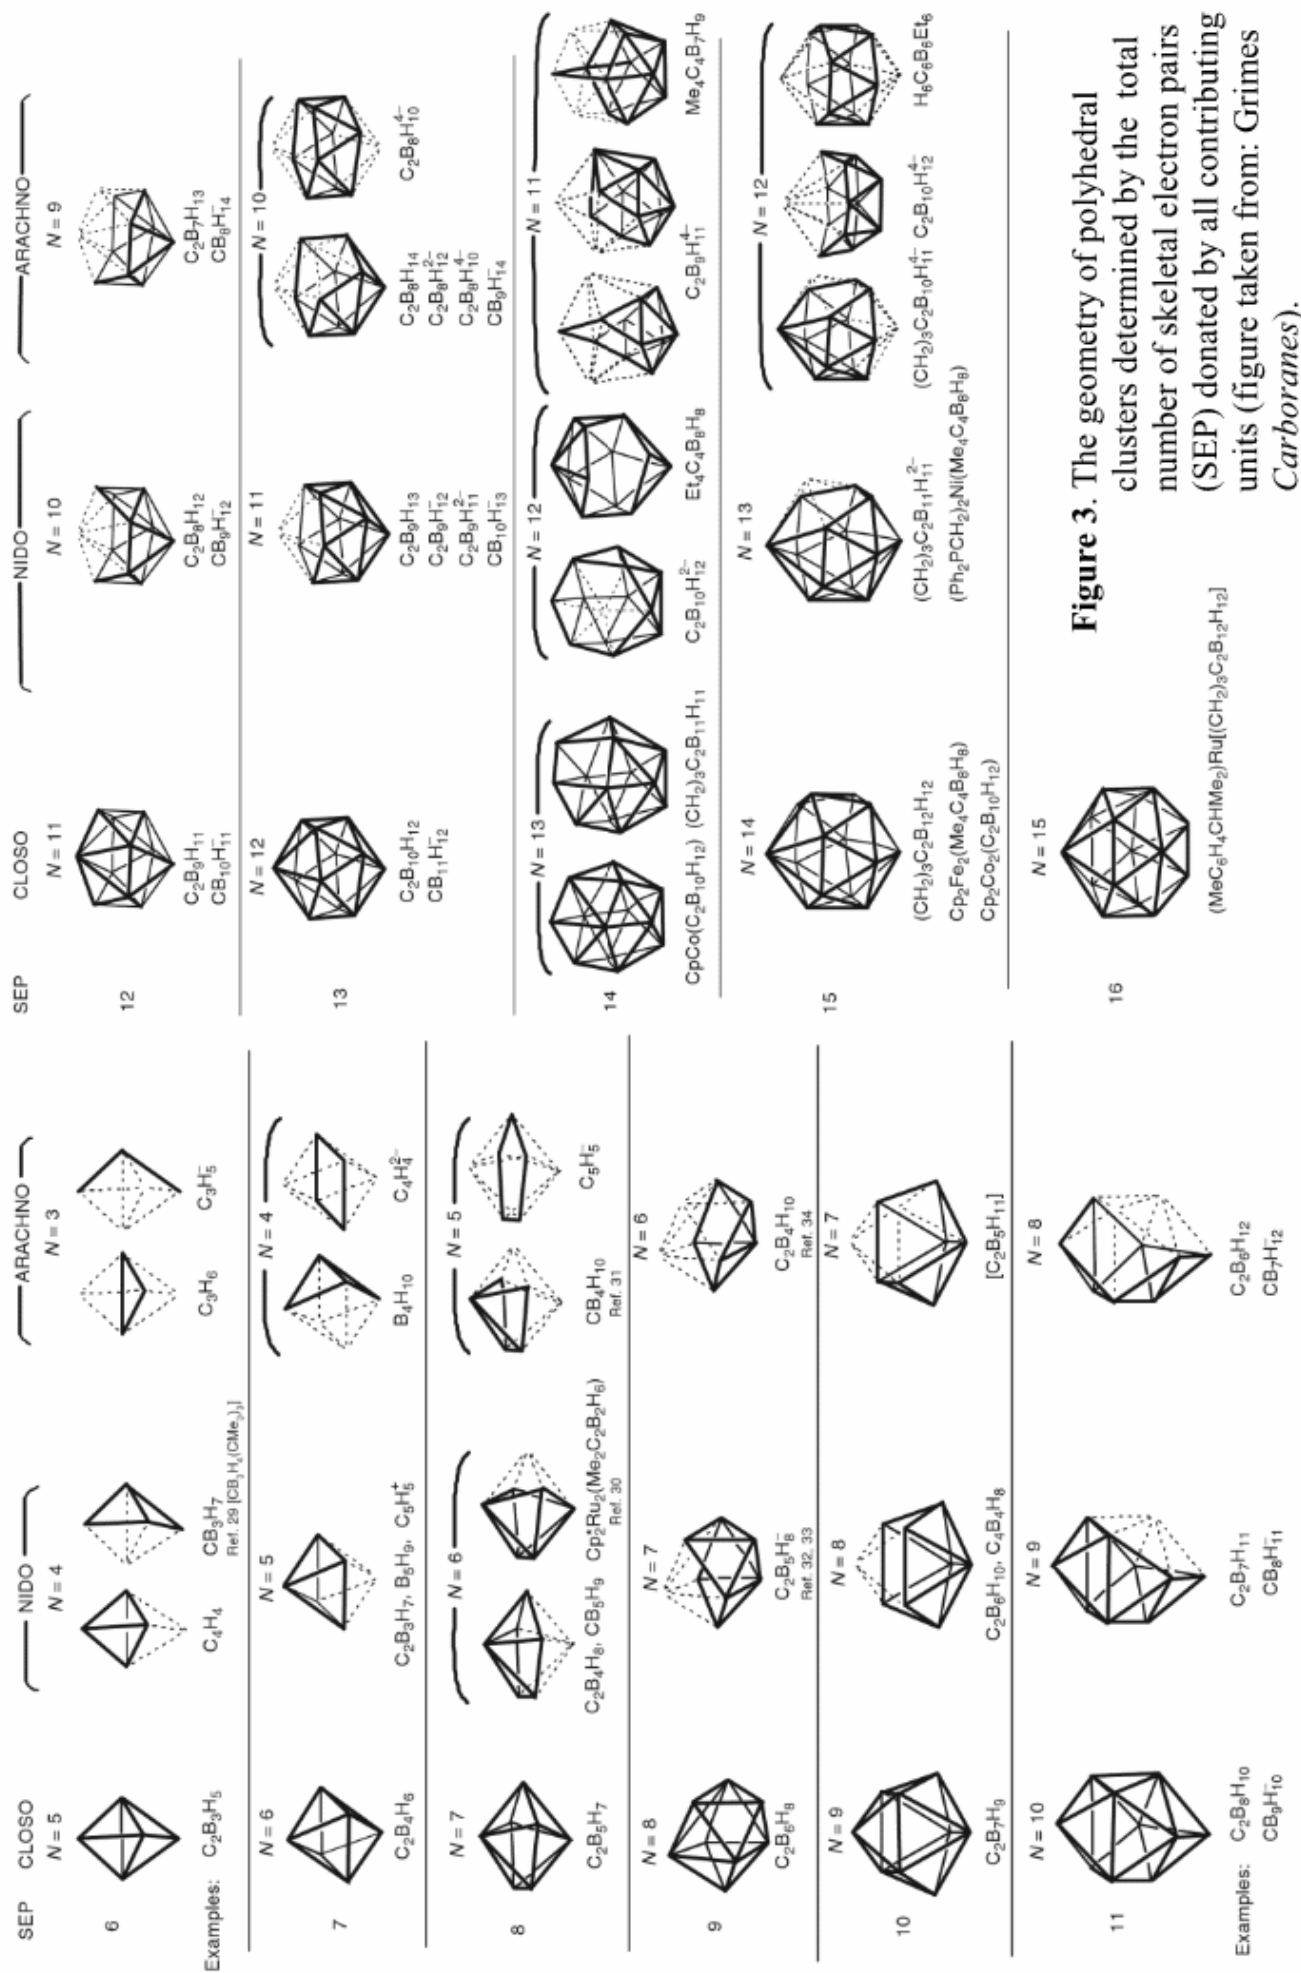 SEP CLOSO NIDO ARACHNO
N = 5 N = 4 N = 3
6
Examples: C₂B₃H₅ C₄H₄ CB₃H₇ C₃H₆ C₃H₅⁻
Ref. 29 [CB₃H₄(CMe₃)₃]
N = 6 N = 5 N = 4
7
C₂B₄H₆ C₂B₃H₇, B₅H₉, C₅H₅⁺ B₄H₁₀ C₄H₄²⁻
N = 7 N = 6 N = 5
8
C₂B₅H₇ C₂B₄H₈, CB₅H₉ Cp*₂Ru₂(Me₂C₂B₂H₆) CB₄H₁₀ C₅H₅⁻
Ref. 30 Ref. 31
N = 8 N = 7 N = 6
9
C₂B₆H₈ C₂B₅H₈⁻ C₂B₄H₁₀
Ref. 32, 33 Ref. 34
N = 9 N = 8 N = 7
10
C₂B₇H₉ C₂B₆H₁₀, C₄B₄H₈ [C₂B₅H₁₁]
N = 10 N = 9 N = 8
11
Examples: C₂B₈H₁₀ C₂B₇H₁₁ C₂B₆H₁₂
CB₉H₁₀⁻ CB₈H₁₁⁻ CB₇H₁₂⁻
SEP CLOSO NIDO ARACHNO
N = 11 N = 10 N = 9
12
C₂B₉H₁₁ C₂B₈H₁₂ C₂B₇H₁₃
CB₁₀H₁₁⁻ CB₉H₁₂⁻ CB₈H₁₄⁻
N = 12 N = 11 N = 10
13
C₂B₁₀H₁₂ C₂B₉H₁₃ C₂B₈H₁₄ C₂B₈H₁₀⁴⁻
CB₁₁H₁₂⁻ C₂B₉H₁₂⁻ C₂B₈H₁₂²⁻
C₂B₉H₁₁²⁻ C₂B₈H₁₀⁴⁻
CB₁₀H₁₃⁻ CB₉H₁₄⁻
N = 13 N = 12 N = 11
14
CpCo(C₂B₁₀H₁₂) (CH₂)₃C₂B₁₁H₁₁ C₂B₁₀H₁₂²⁻ Et₄C₄B₈H₈ C₂B₉H₁₁⁴⁻ Me₄C₄B₇H₉
N = 14 N = 13 N = 12
15
(CH₂)₃C₂B₁₂H₁₂ (CH₂)₃C₂B₁₁H₁₁²⁻ (CH₂)₃C₂B₁₀H₁₁⁴⁻ C₂B₁₀H₁₂⁴⁻ H₆C₆B₆Et₆
Cp₂Fe₂(Me₄C₄B₈H₈) (Ph₂PCH₂)₂Ni(Me₄C₄B₈H₈)
Cp₂Co₂(C₂B₁₀H₁₂)
N = 15
16
(MeC₆H₄CHMe₂)Ru[(CH₂)₃C₂B₁₂H₁₂]
Figure 3. The geometry of polyhedral
clusters determined by the total
number of skeletal electron pairs
(SEP) donated by all contributing
units (figure taken from: Grimes
Carboranes).